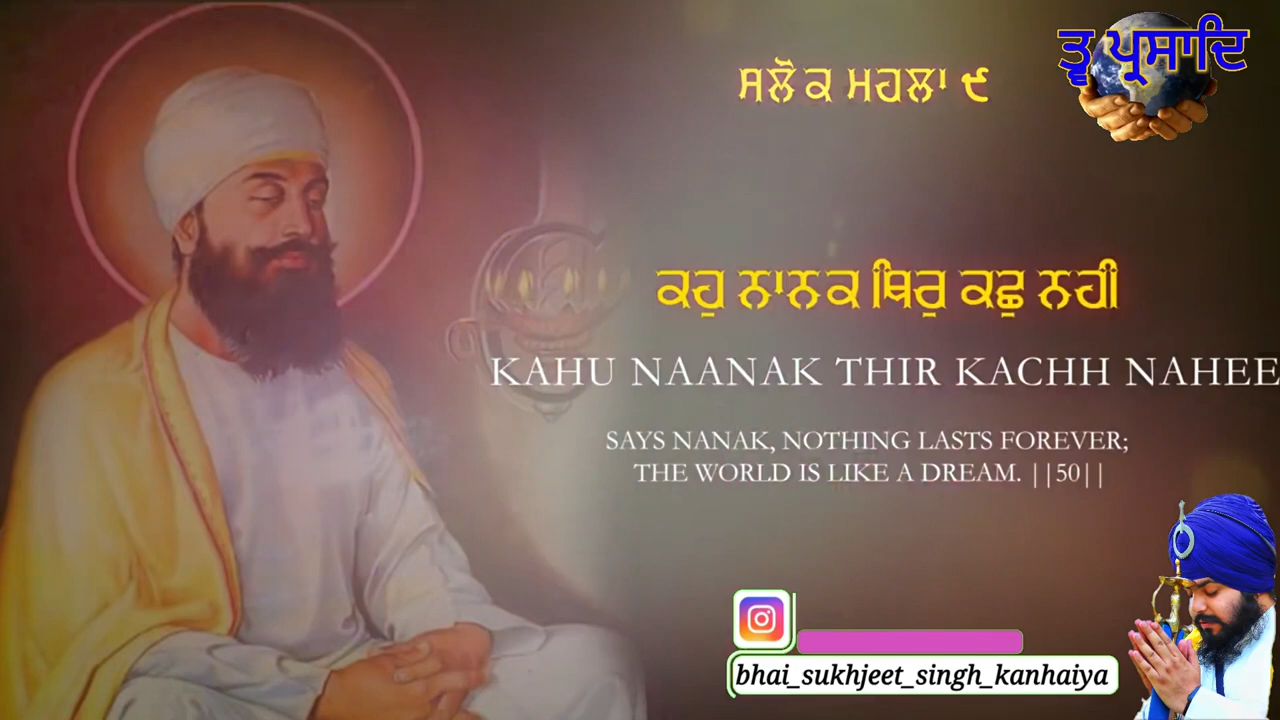 ਤ੍ਵ ਪ੍ਰਸਾਦਿ
ਸਲੋਕ ਮਹਲਾ ੯
ਕਹੁ ਨਾਨਕ ਥਿਰੁ ਕਛੁ ਨਹੀ
KAHU NAANAK THIR KACHH NAHEE
SAYS NANAK, NOTHING LASTS FOREVER;
THE WORLD IS LIKE A DREAM. ||50||
bhai_sukhjeet_singh_kanhaiya